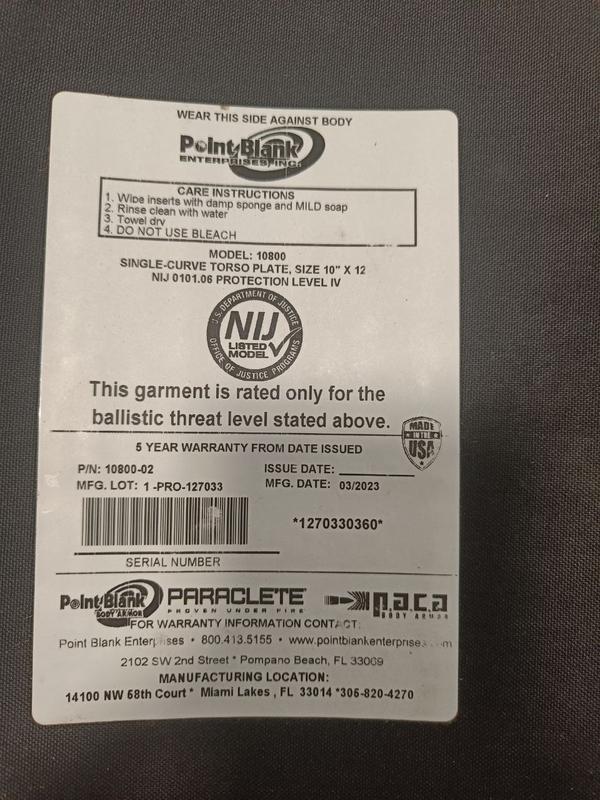 WEAR THIS SIDE AGAINST BODY
Point Blank
ENTERPRISES, INC.
CARE INSTRUCTIONS
1. Wipe inserts with damp sponge and MILD soap
2. Rinse clean with water
3. Towel dry
4. DO NOT USE BLEACH
MODEL: 10800
SINGLE-CURVE TORSO PLATE, SIZE 10" X 12
NIJ 0101.06 PROTECTION LEVEL IV
U.S. DEPARTMENT OF JUSTICE
NIJ
LISTED
MODEL
OFFICE OF JUSTICE PROGRAMS
This garment is rated only for the
ballistic threat level stated above.
MADE
IN THE
USA
5 YEAR WARRANTY FROM DATE ISSUED
P/N: 10800-02 ISSUE DATE:
MFG. LOT: 1 -PRO-127033 MFG. DATE: 03/2023
*1270330360*
SERIAL NUMBER
Point Blank
BODY ARMOR
PARACLETE
PROVEN UNDER FIRE
p.a.c.a
BODY ARMOR
FOR WARRANTY INFORMATION CONTACT:
Point Blank 800.413.5155 •
2102 SW 2nd Street * Pompano Beach, FL 33069
MANUFACTURING LOCATION:
14100 NW 58th Court * Miami Lakes , FL 33014 *305-820-4270